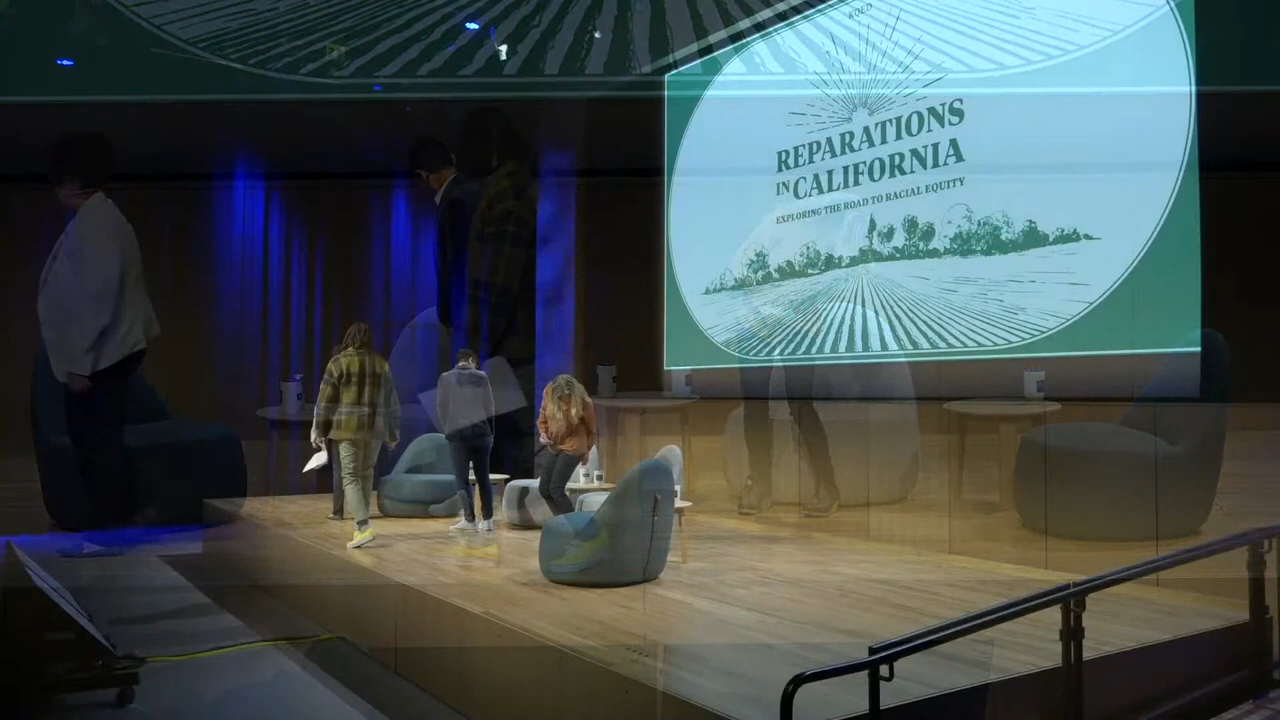 KQED
REPARATIONS
IN CALIFORNIA
EXPLORING THE ROAD TO RACIAL EQUITY